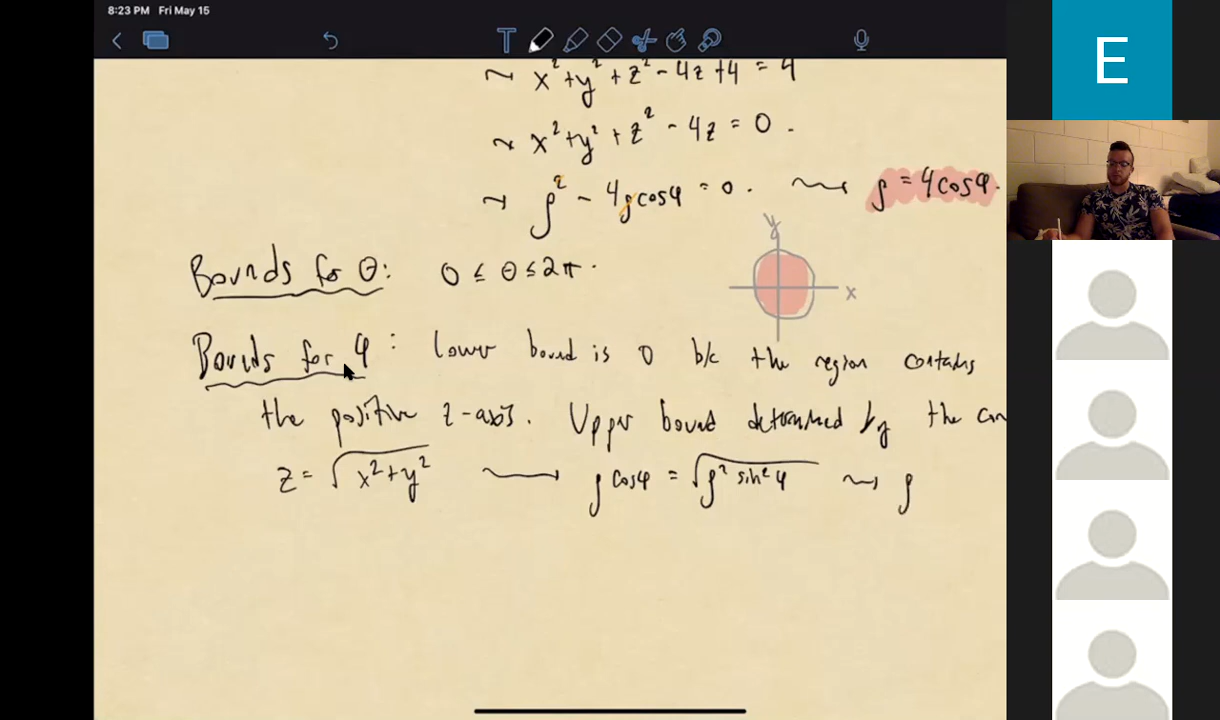 8:23 PM Fri May 15
T
E
~ x² + y² + z² - 4z + 4 = 4
~ x² + y² + z² - 4z = 0 .
~ ρ² - 4ρcosφ = 0 . ~ ρ = 4cosφ.
y
x
Bounds for θ: 0 ≤ θ ≤ 2π .
Bounds for φ : lower bound is 0 b/c the region contains
the positive z-axis. Upper bound determined by the con
z = √x²+y² ~ ρ cosφ = √ρ² sin²φ ~ ρ